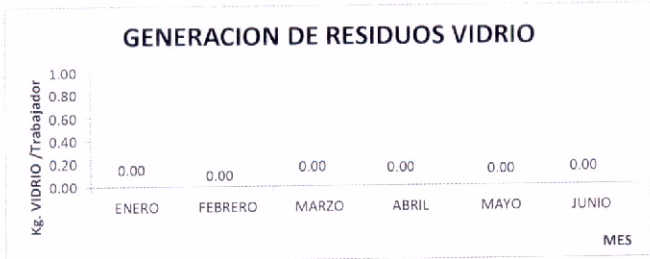 GENERACION DE RESIDUOS VIDRIO
Kg. VIDRIO /Trabajador
1.00
0.80
0.60
0.40
0.20
0.00
0.00 0.00 0.00 0.00 0.00 0.00
ENERO FEBRERO MARZO ABRIL MAYO JUNIO
MES